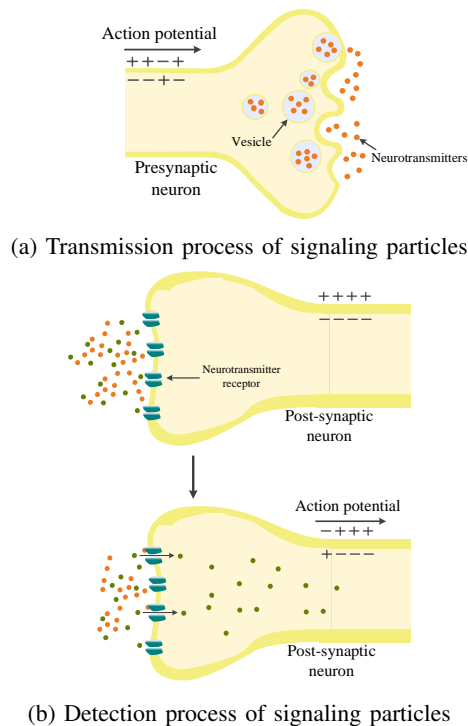 Action potential
+ + − +
− − + −
Vesicle
Neurotransmitters
Presynaptic
neuron
(a) Transmission process of signaling particles
+ + + +
− − − −
Neurotransmitter
receptor
Post-synaptic
neuron
Action potential
− + + +
+ − − −
Post-synaptic
neuron
(b) Detection process of signaling particles